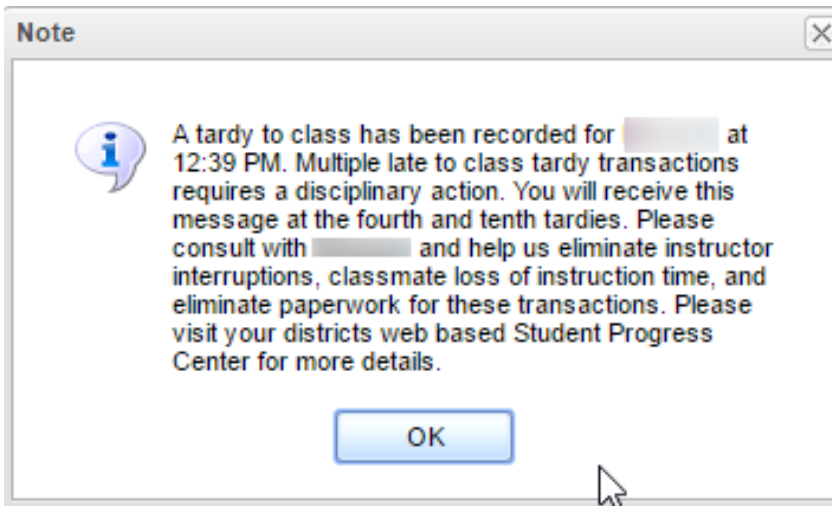 Note
A tardy to class has been recorded for at
12:39 PM. Multiple late to class tardy transactions
requires a disciplinary action. You will receive this
message at the fourth and tenth tardies. Please
consult with and help us eliminate instructor
interruptions, classmate loss of instruction time, and
eliminate paperwork for these transactions. Please
visit your districts web based Student Progress
Center for more details.
OK